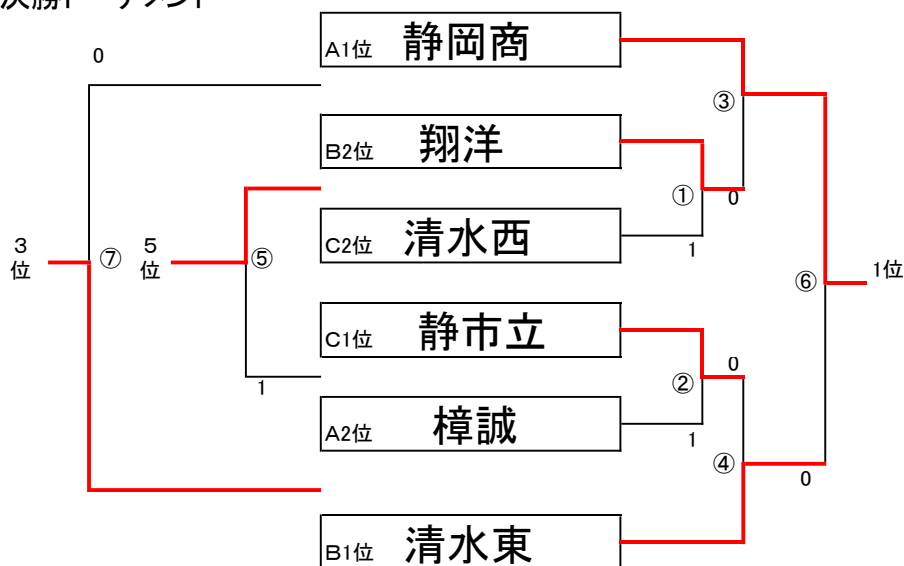 0
A1位 静岡商
③
B2位 翔洋
① 0
C2位 清水西
1
3位 ⑦ 5位 ⑤
⑥ 1位
C1位 静市立
0
②
1
A2位 樟誠
1
④
0
B1位 清水東